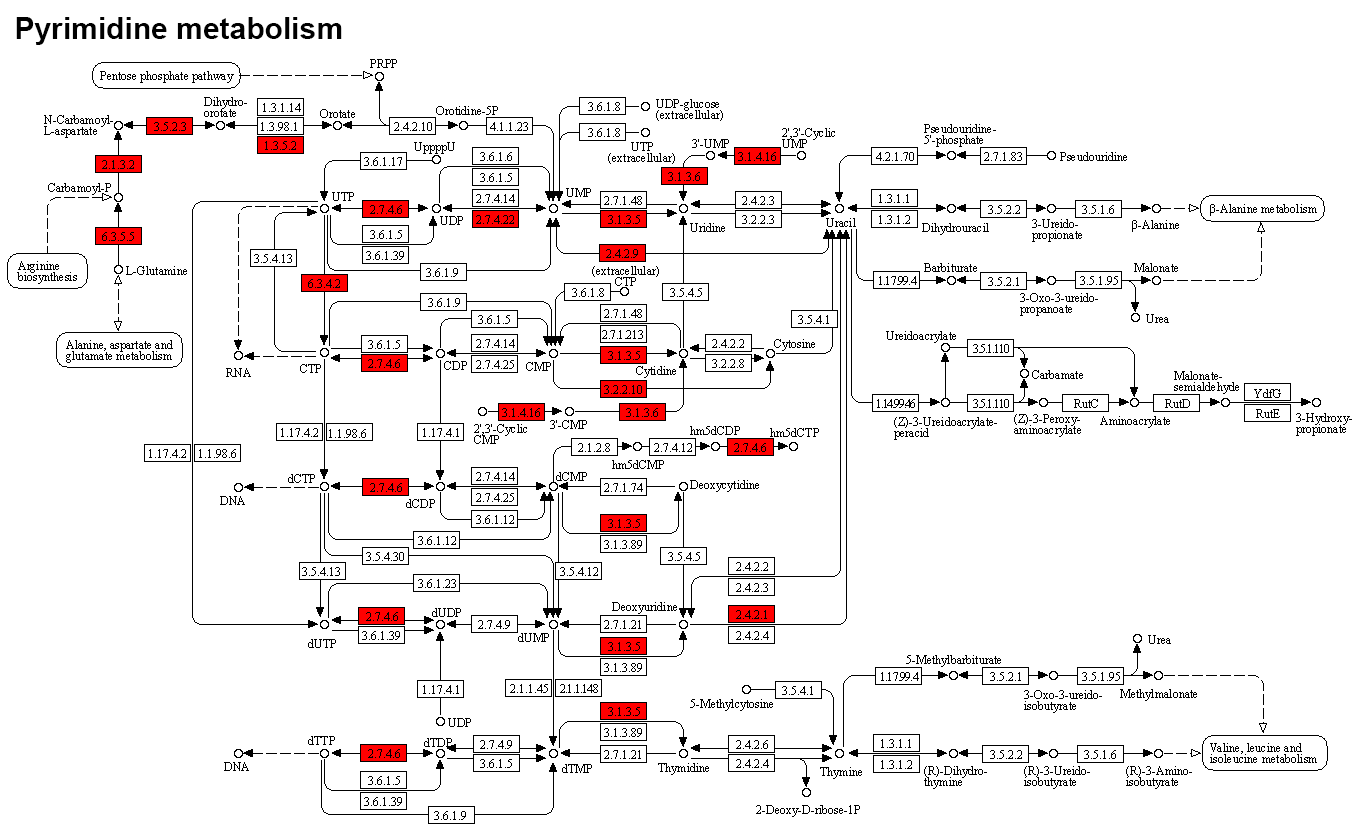 Pyrimidine metabolism
Pentose phosphate pathway
PRPP
N-Carbamoyl-
L-aspartate
3.5.2.3
Dihydro-
orotate
1.3.1.14
1.3.98.1
1.3.5.2
Orotate
2.4.2.10
Orotidine-5P
4.1.1.23
3.6.1.8
UDP-glucose
(extracellular)
3.6.1.8
UTP
(extracellular)
3'-UMP
3.1.4.16
2',3'-Cyclic
UMP
3.1.3.6
Pseudouridine-
5'-phosphate
4.2.1.70
2.7.1.83
Pseudouridine
2.1.3.2
Carbamoyl-P
6.3.5.5
L-Glutamine
Arginine
biosynthesis
Alanine, aspartate and
glutamate metabolism
3.6.1.17
UppppU
3.6.1.6
3.6.1.5
2.7.4.14
2.7.4.22
UTP
2.7.4.6
3.6.1.5
3.6.1.39
UDP
UMP
2.7.1.48
3.1.3.5
Uridine
2.4.2.3
3.2.2.3
Uracil
1.3.1.1
1.3.1.2
Dihydrouracil
3.5.2.2
3-Ureido-
propionate
3.5.1.6
β-Alanine
β-Alanine metabolism
3.5.4.13
6.3.4.2
3.6.1.9
2.4.2.9
(extracellular)
CTP
3.6.1.8
3.5.4.5
3.5.4.1
1.17.99.4
Barbiturate
3.5.2.1
3-Oxo-3-ureido-
propanoate
3.5.1.95
Malonate
Urea
3.6.1.9
3.6.1.5
2.7.1.48
2.7.1.213
RNA
CTP
3.6.1.5
2.7.4.6
CDP
2.7.4.14
2.7.4.25
CMP
3.1.3.5
Cytidine
2.4.2.2
3.2.2.8
Cytosine
3.2.2.10
2',3'-Cyclic
CMP
3.1.4.16
3'-CMP
3.1.3.6
Ureidoacrylate
3.5.1.110
Carbamate
1.14.99.46
(Z)-3-Ureidoacrylate-
peracid
3.5.1.110
(Z)-3-Peroxy-
aminoacrylate
RutC
Aminoacrylate
RutD
Malonate-
semialdehyde
YdfG
RutE
3-Hydroxy-
propionate
1.17.4.2
1.1.98.6
1.17.4.2
1.1.98.6
1.17.4.1
2.1.2.8
hm5dCMP
2.7.4.12
hm5dCDP
2.7.4.6
hm5dCTP
DNA
dCTP
2.7.4.6
dCDP
2.7.4.14
2.7.4.25
3.6.1.12
dCMP
2.7.1.74
Deoxycytidine
3.1.3.5
3.1.3.89
3.6.1.12
3.5.4.30
3.5.4.13
3.5.4.12
3.5.4.5
3.6.1.23
2.4.2.2
2.4.2.3
dUTP
2.7.4.6
3.6.1.39
dUDP
2.7.4.9
dUMP
Deoxyuridine
2.7.1.21
3.1.3.5
3.1.3.89
2.4.2.1
2.4.2.4
1.17.4.1
UDP
2.1.1.45
2.1.1.148
5-Methylcytosine
3.5.4.1
5-Methylbarbiturate
1.17.99.4
3.5.2.1
3-Oxo-3-ureido-
isobutyrate
3.5.1.95
Urea
Methylmalonate
DNA
dTTP
2.7.4.6
3.6.1.5
3.6.1.39
3.6.1.9
dTDP
2.7.4.9
3.6.1.5
dTMP
3.1.3.5
3.1.3.89
2.7.1.21
Thymidine
2.4.2.6
2.4.2.4
2-Deoxy-D-ribose-1P
Thymine
1.3.1.1
1.3.1.2
(R)-Dihydro-
thymine
3.5.2.2
(R)-3-Ureido-
isobutyrate
3.5.1.6
(R)-3-Amino-
isobutyrate
Valine, leucine and
isoleucine metabolism